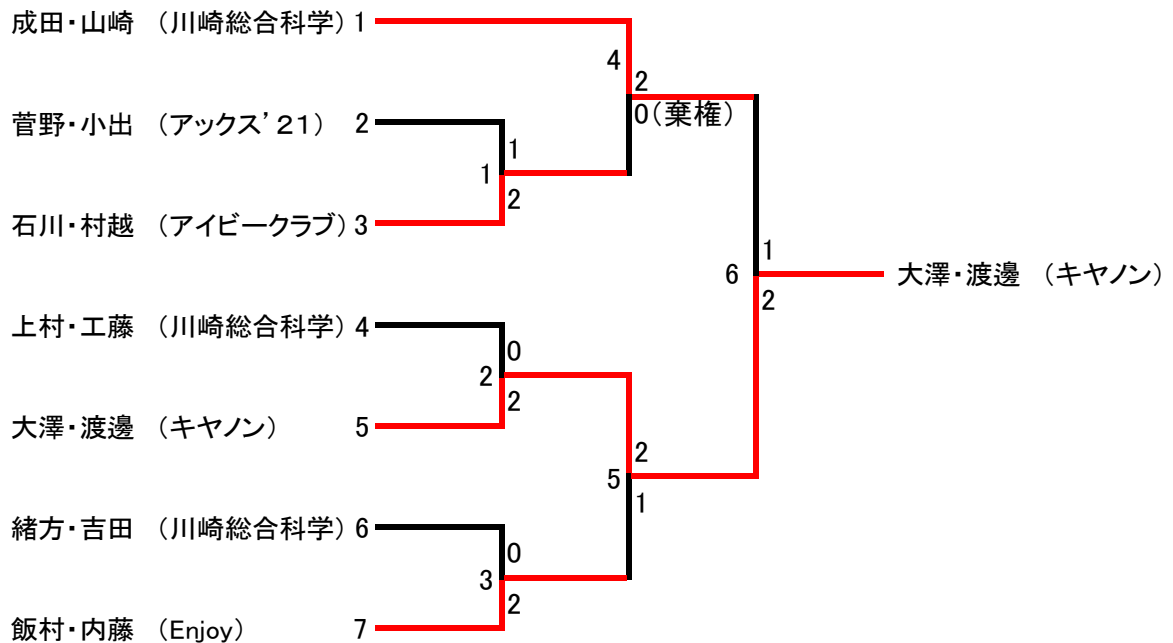 成田・山崎 (川崎総合科学) 1
4
2
0(棄権)
菅野・小出 (アックス’21) 2
1
1
2
石川・村越 (アイビークラブ) 3
1
6
2
大澤・渡邊 (キヤノン)
上村・工藤 (川崎総合科学) 4
0
2
2
大澤・渡邊 (キヤノン) 5
2
5
1
緒方・吉田 (川崎総合科学) 6
0
3
2
飯村・内藤 (Enjoy) 7